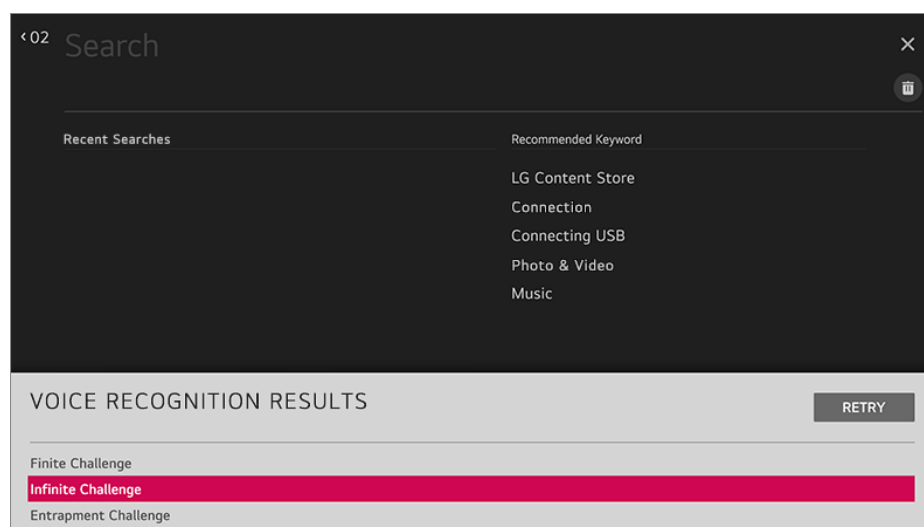 ‹02
Search
Recent Searches
Recommended Keyword
LG Content Store
Connection
Connecting USB
Photo & Video
Music
VOICE RECOGNITION RESULTS
RETRY
Finite Challenge
Infinite Challenge
Entrapment Challenge